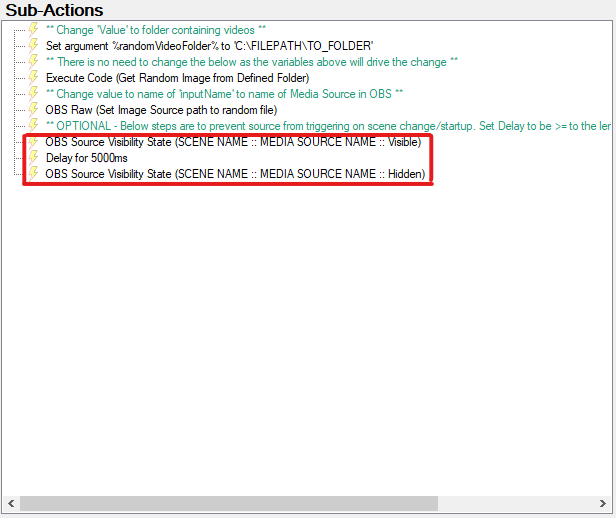 Sub-Actions
** Change 'Value' to folder containing videos **
Set argument %randomVideoFolder% to 'C:\FILEPATH\TO_FOLDER'
** There is no need to change the below as the variables above will drive the change **
Execute Code (Get Random Image from Defined Folder)
** Change value to name of 'inputName' to name of Media Source in OBS **
OBS Raw (Set Image Source path to random file)
** OPTIONAL - Below steps are to prevent source from triggering on scene change/startup. Set Delay to be >= to the ler
OBS Source Visibility State (SCENE NAME :: MEDIA SOURCE NAME :: Visible)
Delay for 5000ms
OBS Source Visibility State (SCENE NAME :: MEDIA SOURCE NAME :: Hidden)